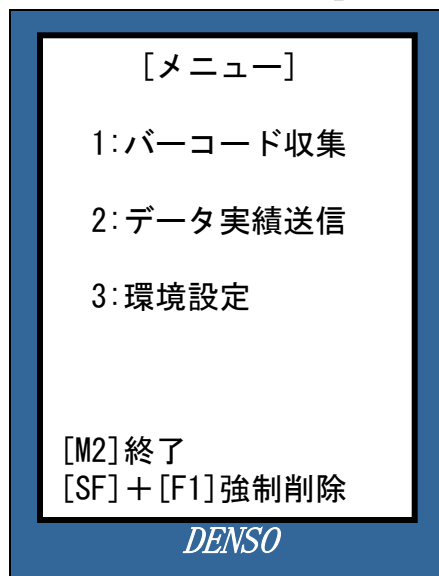 [メニュー]
1:バーコード収集
2:データ実績送信
3:環境設定
[M2]終了
[SF]＋[F1]強制削除
DENSO